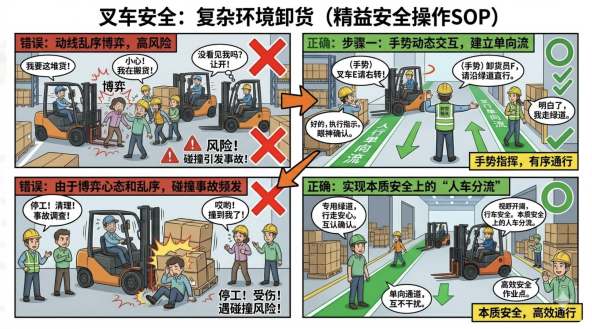 叉车安全：复杂环境卸货（精益安全操作SOP）
错误：动线乱序博弈，高风险
我要这堆货！
小心！
我在搬货！
没看见我吗？
让开！
博弈
风险！
碰撞引发事故！
正确：步骤一：手势动态交互，建立单向流
（手势）
叉车E请右转！
（手势）卸货员F，
请沿绿道直行。
好的，执行指示。
眼神确认。
明白了，
我走绿道。
人行单向流
手势指挥，有序通行
错误：由于博弈心态和乱序，碰撞事故频发
停工！清理！
事故调查！
哎哟！
撞到我了！
停工！受伤！
遇碰撞风险！
正确：实现本质安全上的“人车分流”
专用绿道，
行走安心。
互认确认。
视野开阔，
行车安全。本质安全
上的人车分流。
单向通道，
互不干扰。
高效安全
作业点。
本质安全，高效通行